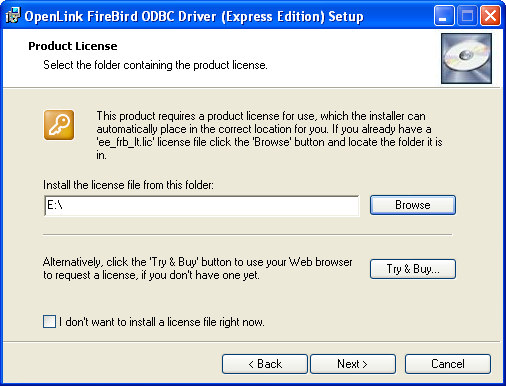 OpenLink FireBird ODBC Driver (Express Edition) Setup
Product License
Select the folder containing the product license.
This product requires a product license for use, which the installer can
automatically place in the correct location for you. If you already have a
'ee_frb_lt.lic' license file click the 'Browse' button and locate the folder it is
in.
Install the license file from this folder:
E:\
Browse
Alternatively, click the 'Try & Buy' button to use your Web browser
to request a license, if you don't have one yet.
Try & Buy...
I don't want to install a license file right now.
< Back
Next >
Cancel